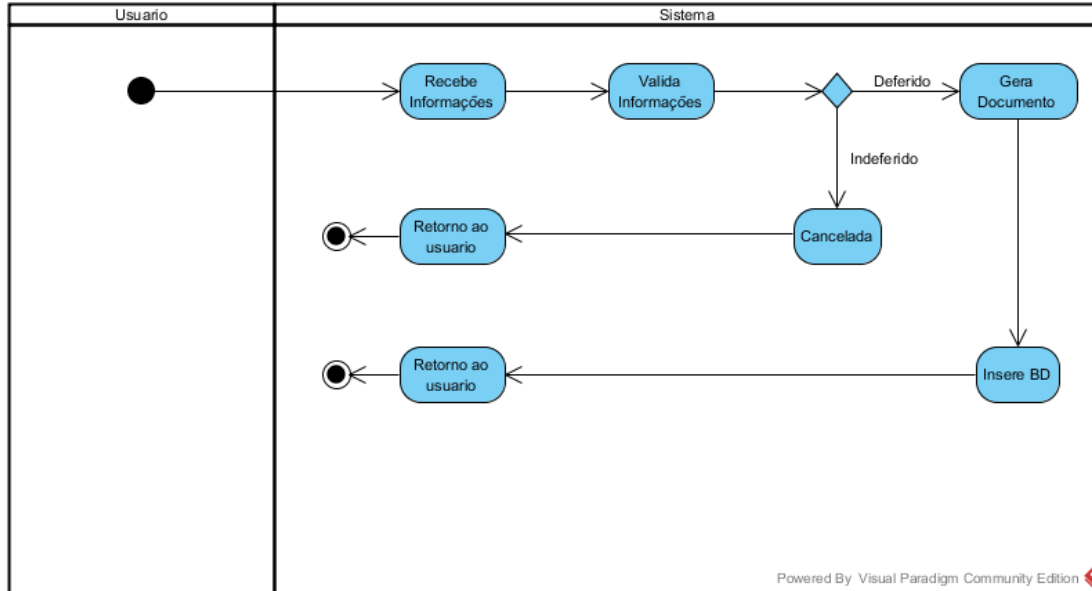 Usuario
Sistema
Recebe
Informações
Valida
Informações
Deferido
Gera
Documento
Indeferido
Retorno ao
usuario
Cancelada
Retorno ao
usuario
Insere BD
Powered By Visual Paradigm Community Edition